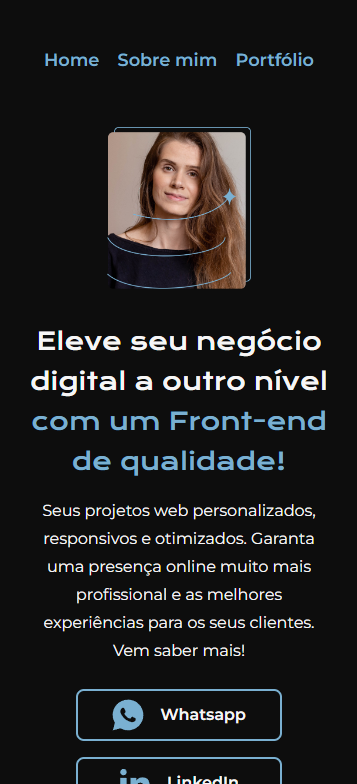 Home Sobre mim Portfólio
Eleve seu negócio
digital a outro nível
com um Front-end
de qualidade!
Seus projetos web personalizados,
responsivos e otimizados. Garanta
uma presença online muito mais
profissional e as melhores
experiências para os seus clientes.
Vem saber mais!
Whatsapp
LinkedIn